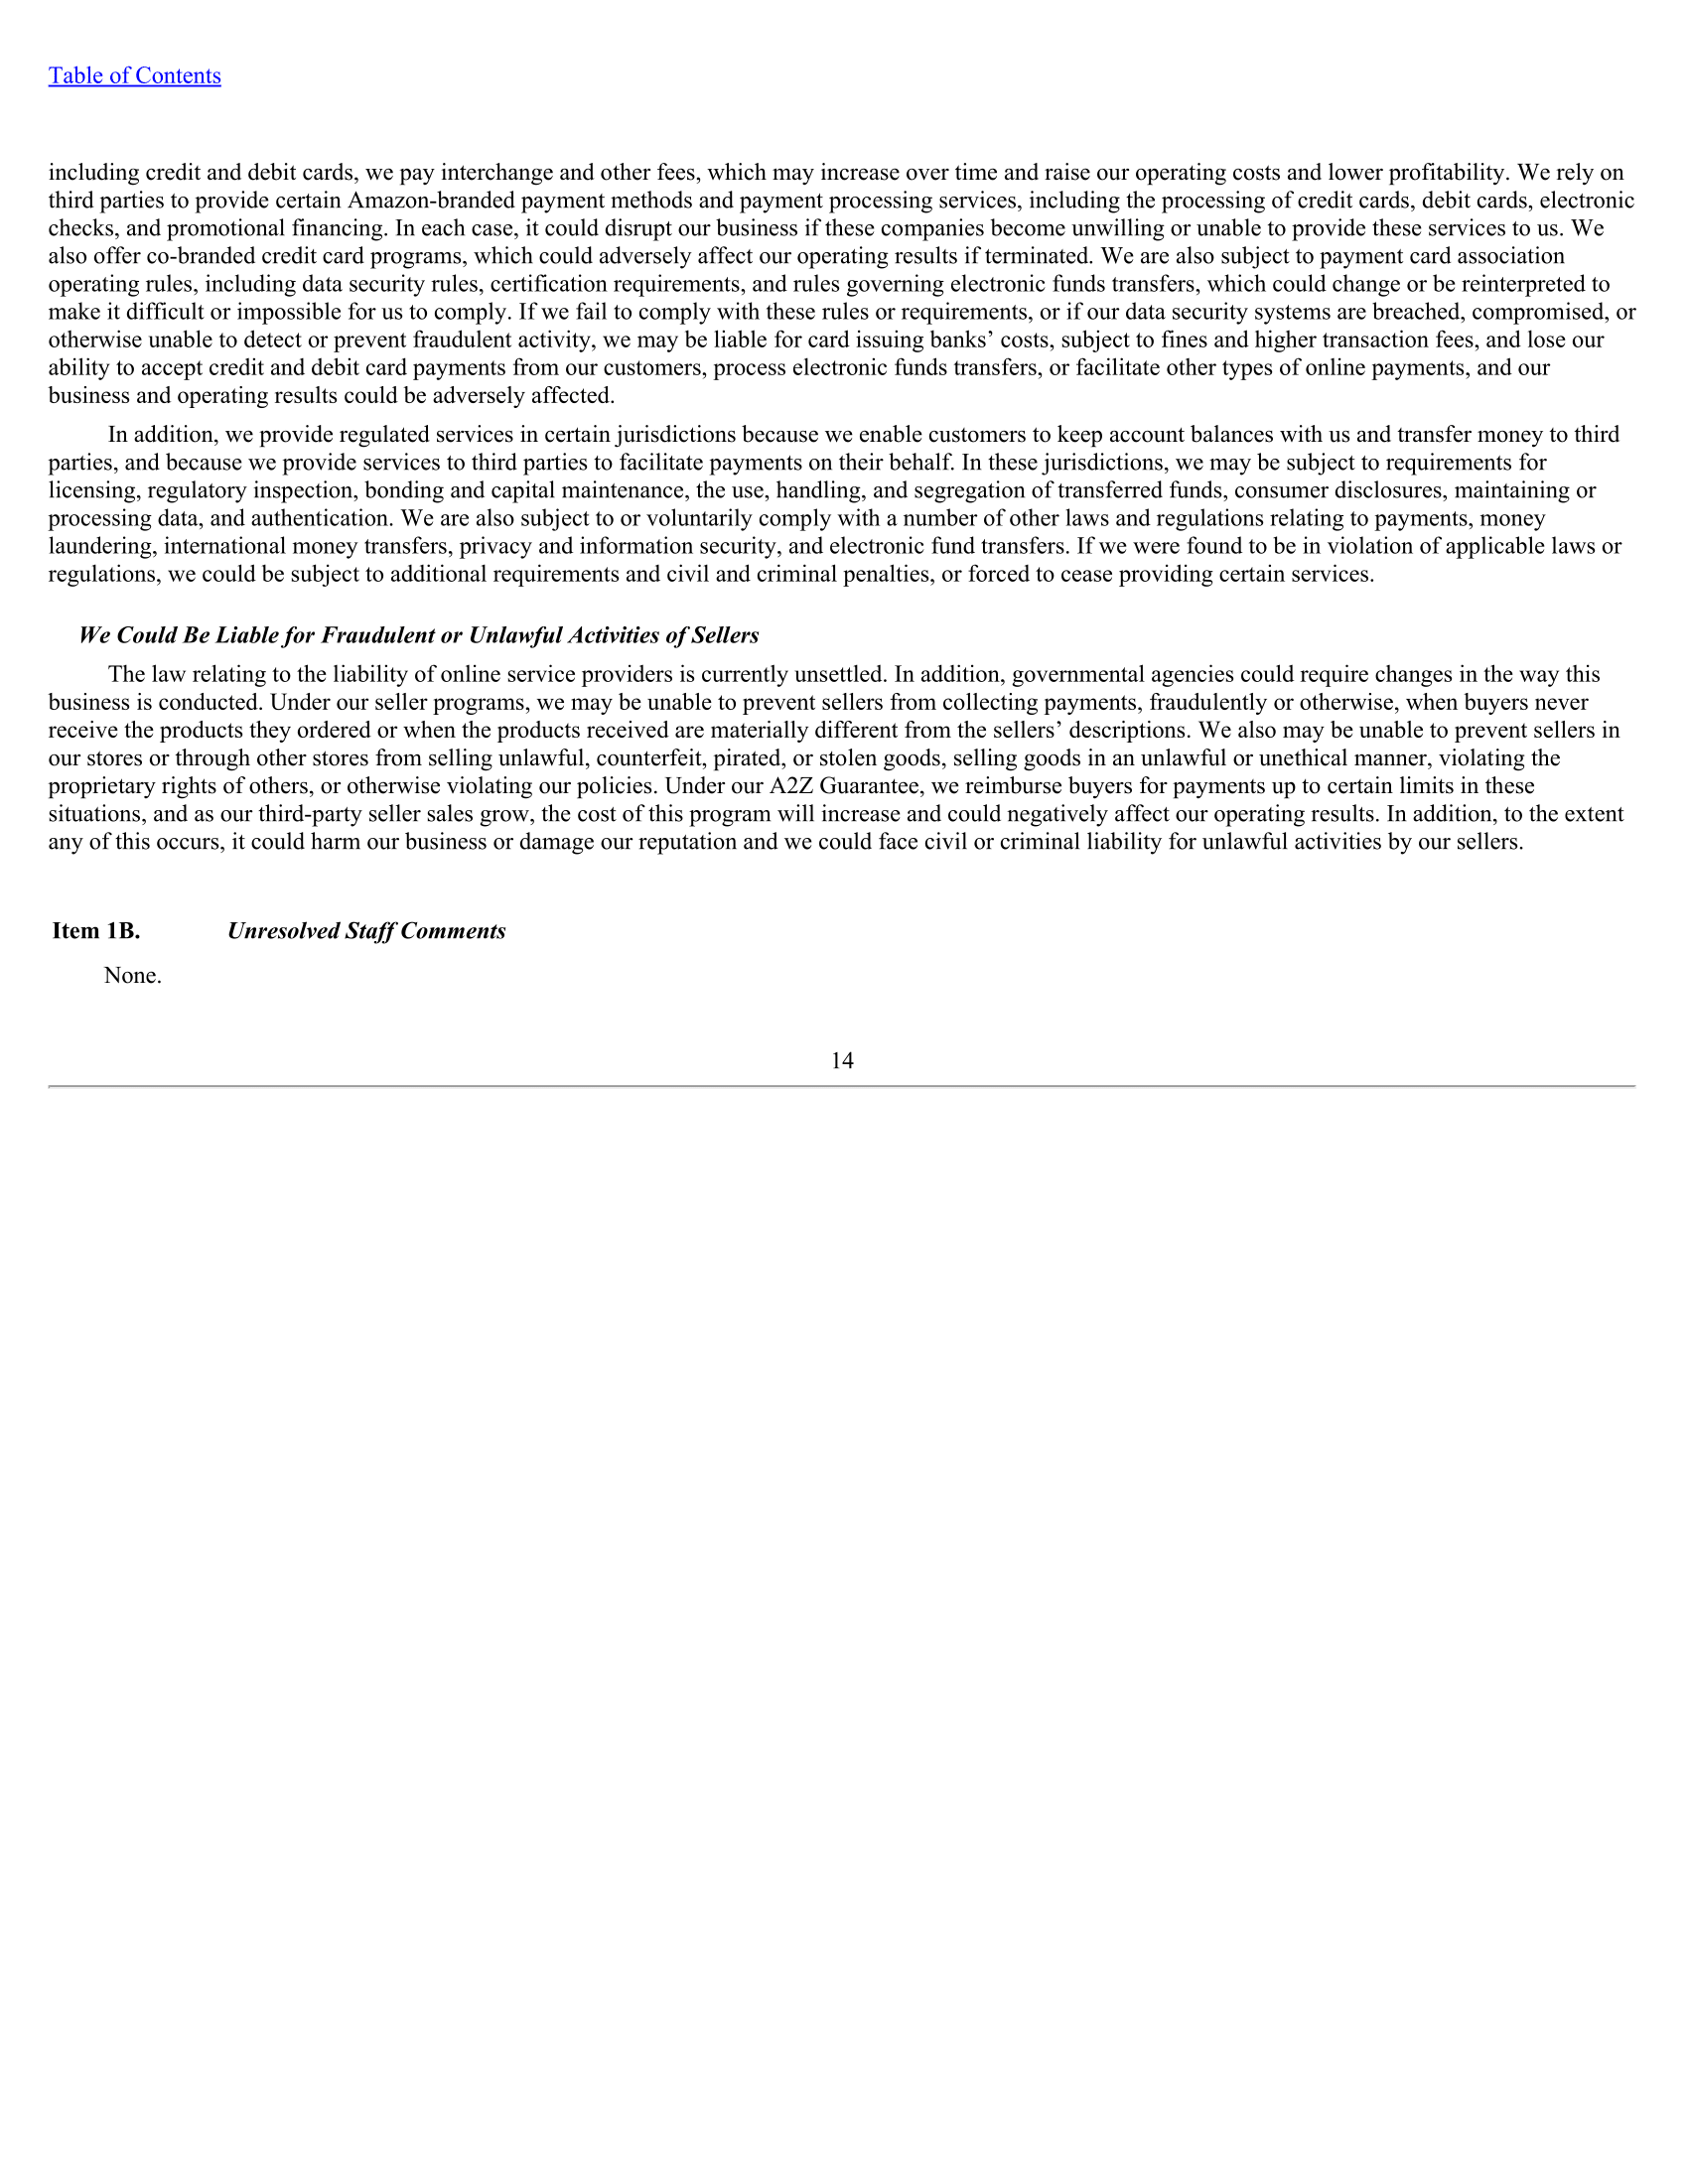 Table of Contents
including credit and debit cards, we pay interchange and other fees, which may increase over time and raise our operating costs and lower profitability. We rely on
third parties to provide certain Amazon-branded payment methods and payment processing services, including the processing of credit cards, debit cards, electronic
checks, and promotional financing. In each case, it could disrupt our business if these companies become unwilling or unable to provide these services to us. We
also offer co-branded credit card programs, which could adversely affect our operating results if terminated. We are also subject to payment card association
operating rules, including data security rules, certification requirements, and rules governing electronic funds transfers, which could change or be reinterpreted to
make it difficult or impossible for us to comply. If we fail to comply with these rules or requirements, or if our data security systems are breached, compromised, or
otherwise unable to detect or prevent fraudulent activity, we may be liable for card issuing banks’ costs, subject to fines and higher transaction fees, and lose our
ability to accept credit and debit card payments from our customers, process electronic funds transfers, or facilitate other types of online payments, and our
business and operating results could be adversely affected.
In addition, we provide regulated services in certain jurisdictions because we enable customers to keep account balances with us and transfer money to third
parties, and because we provide services to third parties to facilitate payments on their behalf. In these jurisdictions, we may be subject to requirements for
licensing, regulatory inspection, bonding and capital maintenance, the use, handling, and segregation of transferred funds, consumer disclosures, maintaining or
processing data, and authentication. We are also subject to or voluntarily comply with a number of other laws and regulations relating to payments, money
laundering, international money transfers, privacy and information security, and electronic fund transfers. If we were found to be in violation of applicable laws or
regulations, we could be subject to additional requirements and civil and criminal penalties, or forced to cease providing certain services.
We Could Be Liable for Fraudulent or Unlawful Activities of Sellers
The law relating to the liability of online service providers is currently unsettled. In addition, governmental agencies could require changes in the way this
business is conducted. Under our seller programs, we may be unable to prevent sellers from collecting payments, fraudulently or otherwise, when buyers never
receive the products they ordered or when the products received are materially different from the sellers’ descriptions. We also may be unable to prevent sellers in
our stores or through other stores from selling unlawful, counterfeit, pirated, or stolen goods, selling goods in an unlawful or unethical manner, violating the
proprietary rights of others, or otherwise violating our policies. Under our A2Z Guarantee, we reimburse buyers for payments up to certain limits in these
situations, and as our third-party seller sales grow, the cost of this program will increase and could negatively affect our operating results. In addition, to the extent
any of this occurs, it could harm our business or damage our reputation and we could face civil or criminal liability for unlawful activities by our sellers.
Item 1B. Unresolved Staff Comments
None.
14